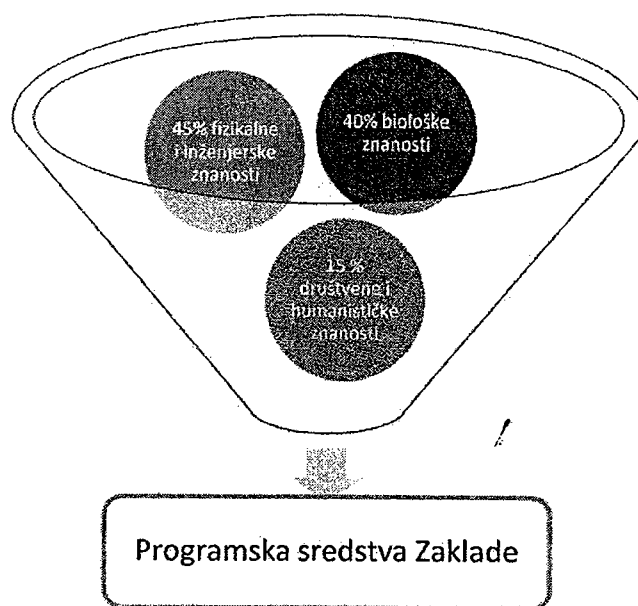 45% fizikalne
i inženjerske
znanosti
40% biološke
znanosti
15 %
društvene i
humanističke
znanosti
Programska sredstva Zaklade